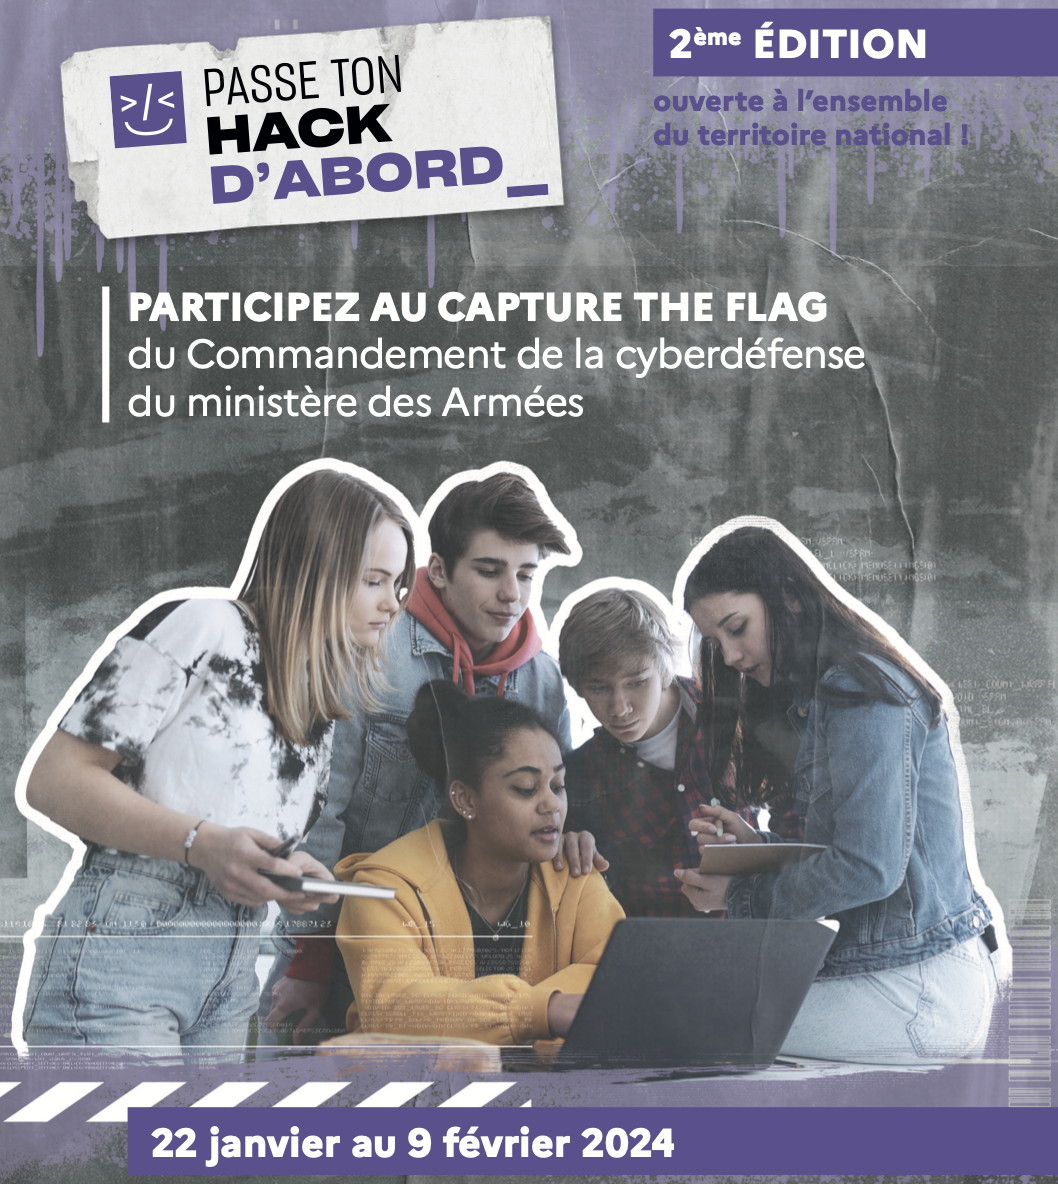 >/<
PASSE TON
HACK
D'ABORD_
2ème ÉDITION
ouverte à l'ensemble
du territoire national !
PARTICIPEZ AU CAPTURE THE FLAG
du Commandement de la cyberdéfense
du ministère des Armées
22 janvier au 9 février 2024